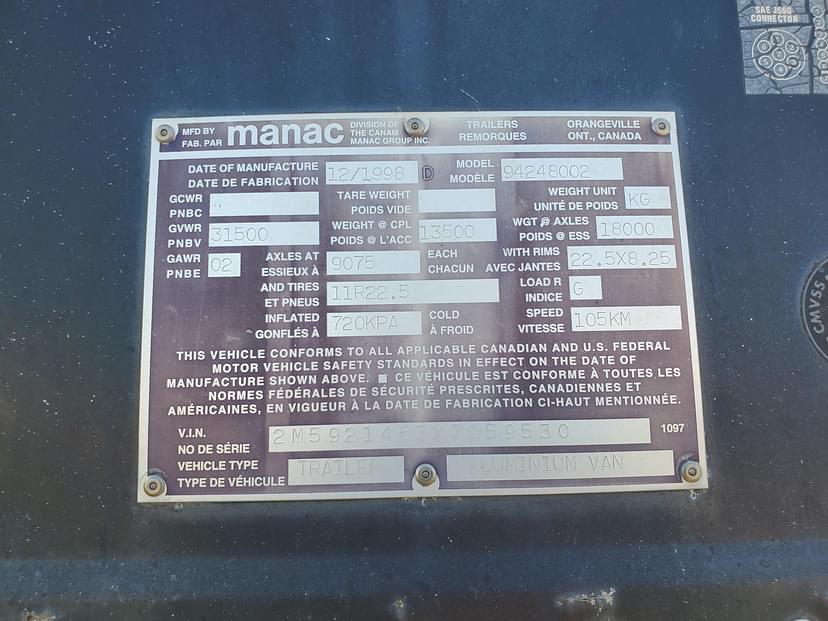 SAE J560
CONNECTOR
MFD BY
FAB. PAR
manac
DIVISION OF
THE CANAM
MANAC GROUP INC.
TRAILERS
REMORQUES
ORANGEVILLE
ONT., CANADA
DATE OF MANUFACTURE
DATE DE FABRICATION
12/1998 D
MODEL
MODÈLE
94248002
GCWR
PNBC
TARE WEIGHT
POIDS VIDE
WEIGHT UNIT
UNITÉ DE POIDS
KG
GVWR
PNBV
31500
WEIGHT @ CPL
POIDS @ L'ACC
13500
WGT @ AXLES
POIDS @ ESS
18000
GAWR
PNBE
02
AXLES AT
ESSIEUX À
9075
EACH
CHACUN
WITH RIMS
AVEC JANTES
22.5X8.25
AND TIRES
ET PNEUS
11R22.5
LOAD R
INDICE
G
INFLATED
GONFLÉS À
720KPA
COLD
À FROID
SPEED
VITESSE
105KM
THIS VEHICLE CONFORMS TO ALL APPLICABLE CANADIAN AND U.S. FEDERAL
MOTOR VEHICLE SAFETY STANDARDS IN EFFECT ON THE DATE OF
MANUFACTURE SHOWN ABOVE. ■ CE VÉHICULE EST CONFORME À TOUTES LES
NORMES FÉDÉRALES DE SÉCURITÉ PRESCRITES, CANADIENNES ET
AMÉRICAINES, EN VIGUEUR À LA DATE DE FABRICATION CI-HAUT MENTIONNÉE.
V.I.N.
NO DE SÉRIE
1097
VEHICLE TYPE
TYPE DE VÉHICULE
TRAILER
ALUMINIUM VAN
CMVSS